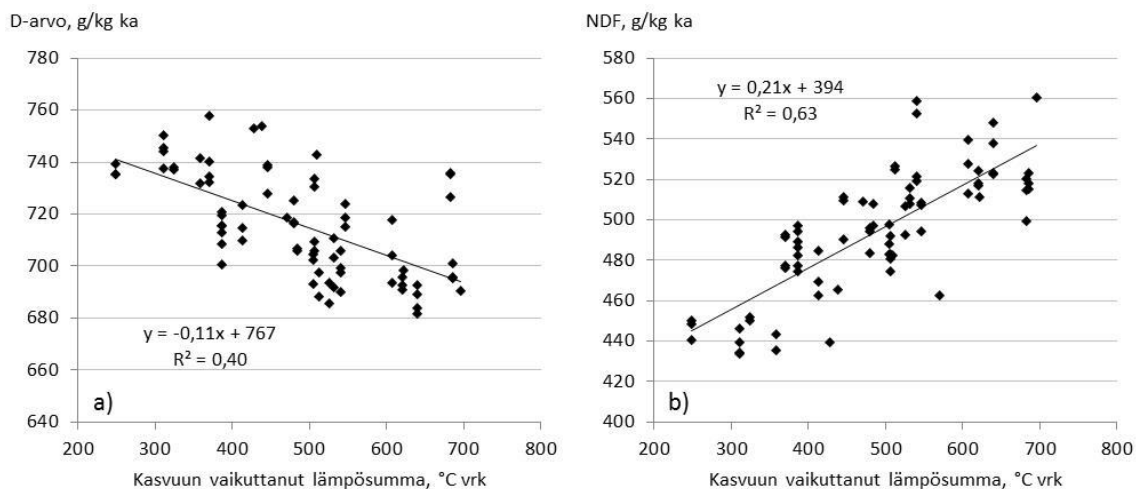 D-arvo, g/kg ka
780
760
740
720
700
680
660
640
y = -0,11x + 767
R² = 0,40
a)
200 300 400 500 600 700 800
Kasvuun vaikuttanut lämpösumma, °C vrk
NDF, g/kg ka
580
560
540
520
500
480
460
440
420
400
y = 0,21x + 394
R² = 0,63
b)
200 300 400 500 600 700 800
Kasvuun vaikuttanut lämpösumma, °C vrk